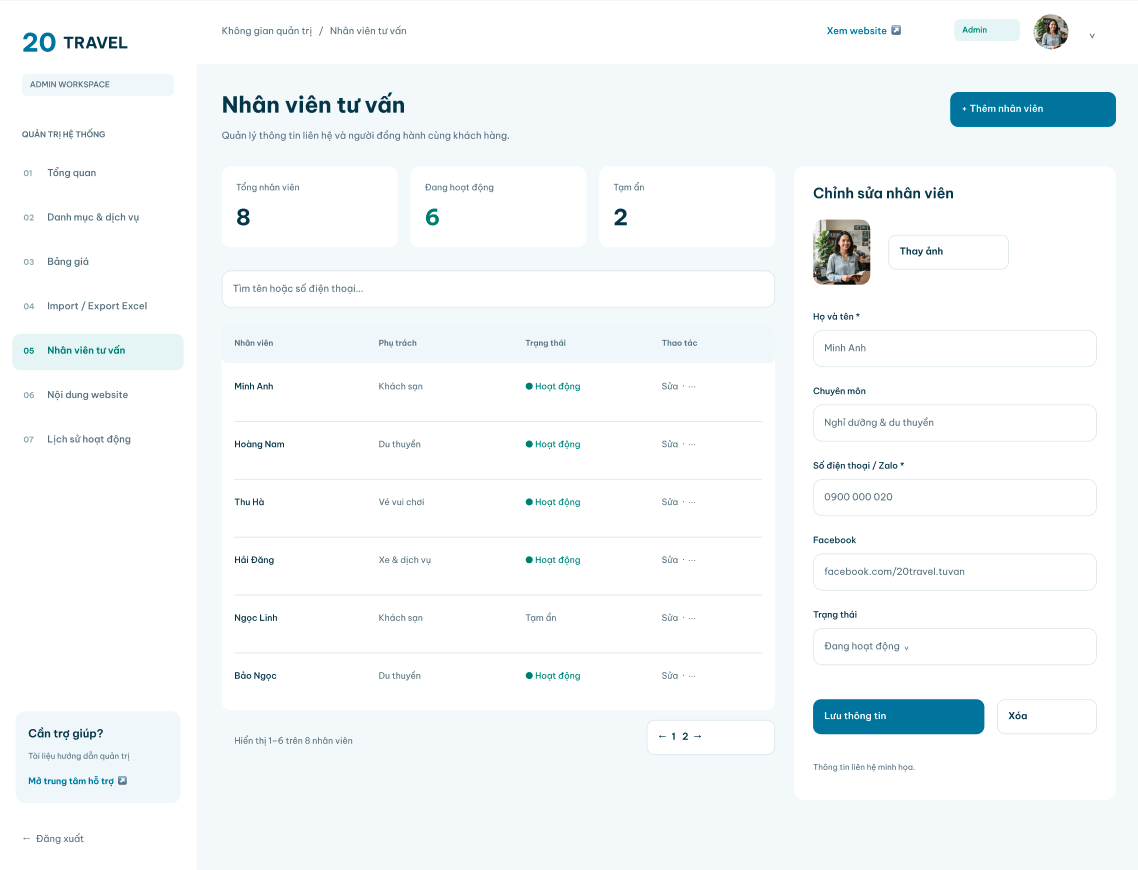 20 TRAVEL
ADMIN WORKSPACE
QUẢN TRỊ HỆ THỐNG
01 Tổng quan
02 Danh mục & dịch vụ
03 Bảng giá
04 Import / Export Excel
05 Nhân viên tư vấn
06 Nội dung website
07 Lịch sử hoạt động
Cần trợ giúp?
Tài liệu hướng dẫn quản trị
Mở trung tâm hỗ trợ ↗
← Đăng xuất
Không gian quản trị / Nhân viên tư vấn
Xem website ↗
Admin
v
Nhân viên tư vấn
Quản lý thông tin liên hệ và người đồng hành cùng khách hàng.
+ Thêm nhân viên
Tổng nhân viên
8
Đang hoạt động
6
Tạm ẩn
2
Tìm tên hoặc số điện thoại...
Nhân viên Phụ trách Trạng thái Thao tác
Minh Anh Khách sạn ● Hoạt động Sửa · ...
Hoàng Nam Du thuyền ● Hoạt động Sửa · ...
Thu Hà Vé vui chơi ● Hoạt động Sửa · ...
Hải Đăng Xe & dịch vụ ● Hoạt động Sửa · ...
Ngọc Linh Khách sạn Tạm ẩn Sửa · ...
Bảo Ngọc Du thuyền ● Hoạt động Sửa · ...
Hiển thị 1–6 trên 8 nhân viên
← 1 2 →
Chỉnh sửa nhân viên
Thay ảnh
Họ và tên *
Minh Anh
Chuyên môn
Nghỉ dưỡng & du thuyền
Số điện thoại / Zalo *
0900 000 020
Facebook
facebook.com/20travel.tuvan
Trạng thái
Đang hoạt động v
Lưu thông tin
Xóa
Thông tin liên hệ minh họa.